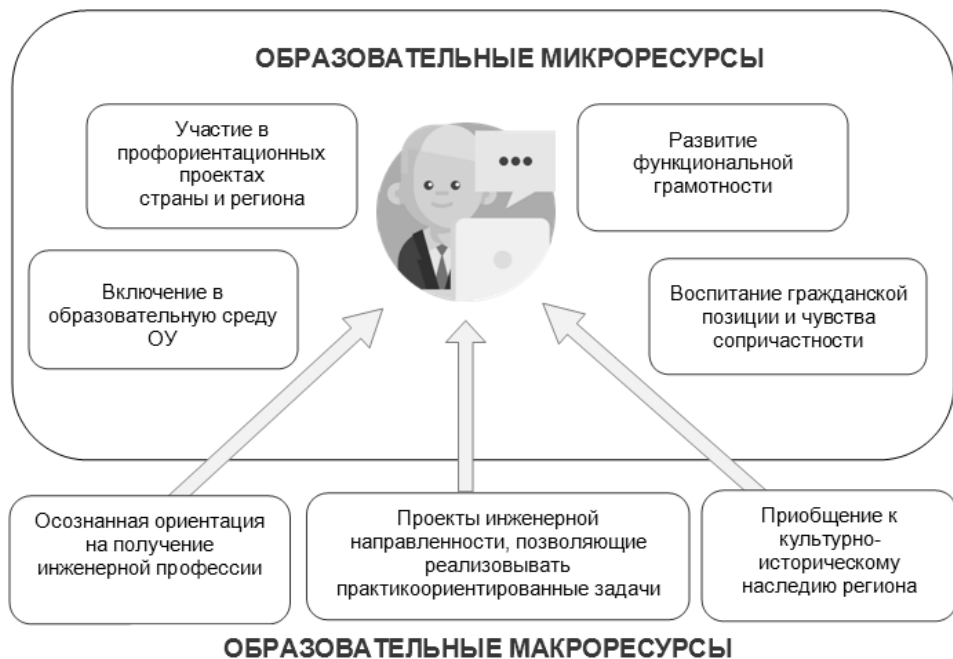 ОБРАЗОВАТЕЛЬНЫЕ МИКРОРЕСУРСЫ
Участие в
профориентационных
проектах
страны и региона
Развитие
функциональной
грамотности
Включение в
образовательную среду
ОУ
Воспитание гражданской
позиции и чувства
сопричастности
Осознанная ориентация
на получение
инженерной профессии
Проекты инженерной
направленности, позволяющие
реализовывать
практикоориентированные задачи
Приобщение к
культурно-
историческому
наследию региона
ОБРАЗОВАТЕЛЬНЫЕ МАКРОРЕСУРСЫ